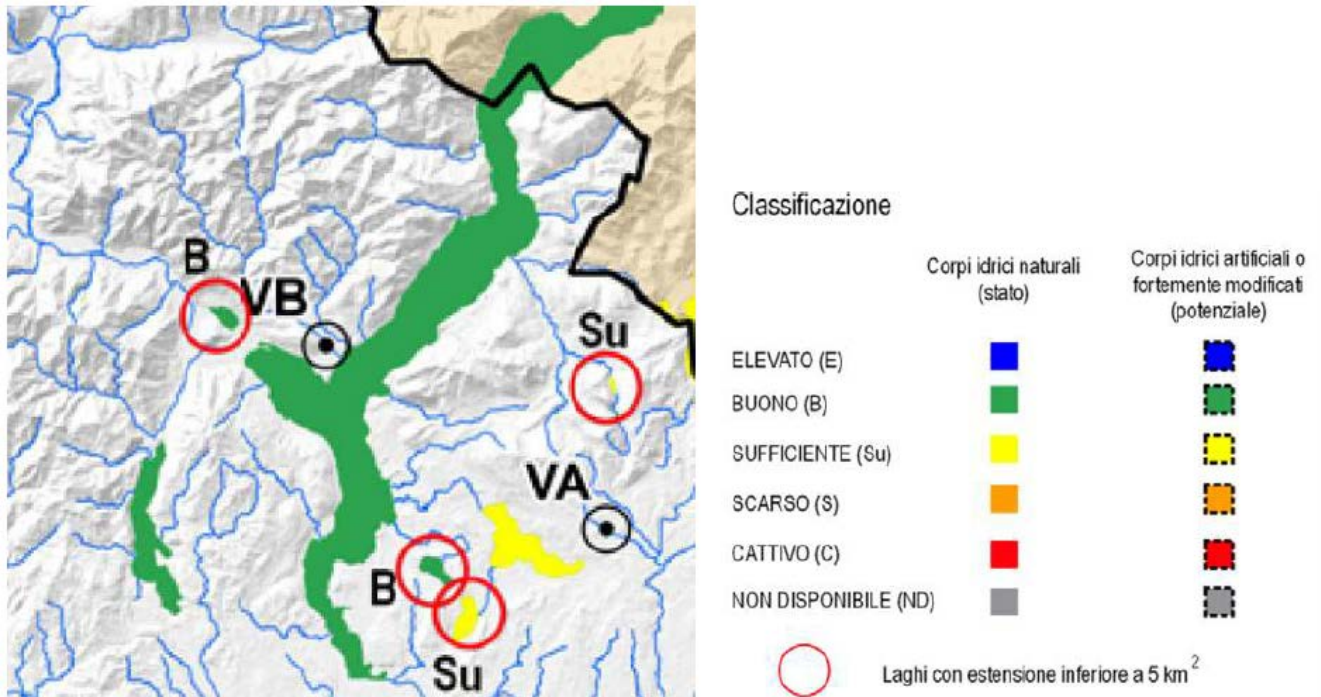 B
VB
Su
VA
B
Su
Classificazione
Corpi idrici naturali
(stato)
Corpi idrici artificiali o
fortemente modificati
(potenziale)
ELEVATO (E)
BUONO (B)
SUFFICIENTE (Su)
SCARSO (S)
CATTIVO (C)
NON DISPONIBILE (ND)
Laghi con estensione inferiore a 5 km²